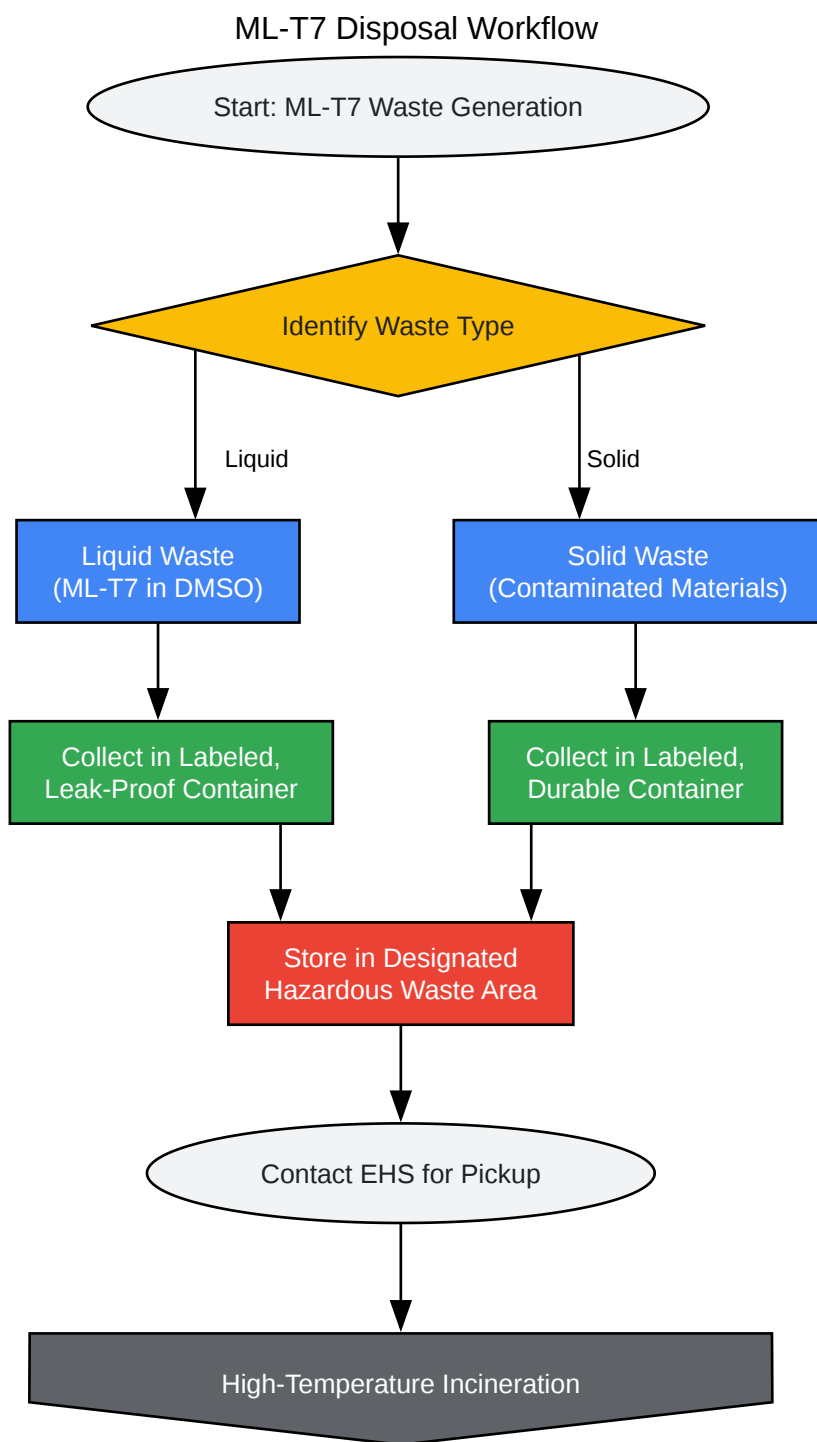 ML-T7 Disposal Workflow
Start: ML-T7 Waste Generation
Identify Waste Type
Liquid
Solid
Liquid Waste
(ML-T7 in DMSO)
Solid Waste
(Contaminated Materials)
Collect in Labeled,
Leak-Proof Container
Collect in Labeled,
Durable Container
Store in Designated
Hazardous Waste Area
Contact EHS for Pickup
High-Temperature Incineration